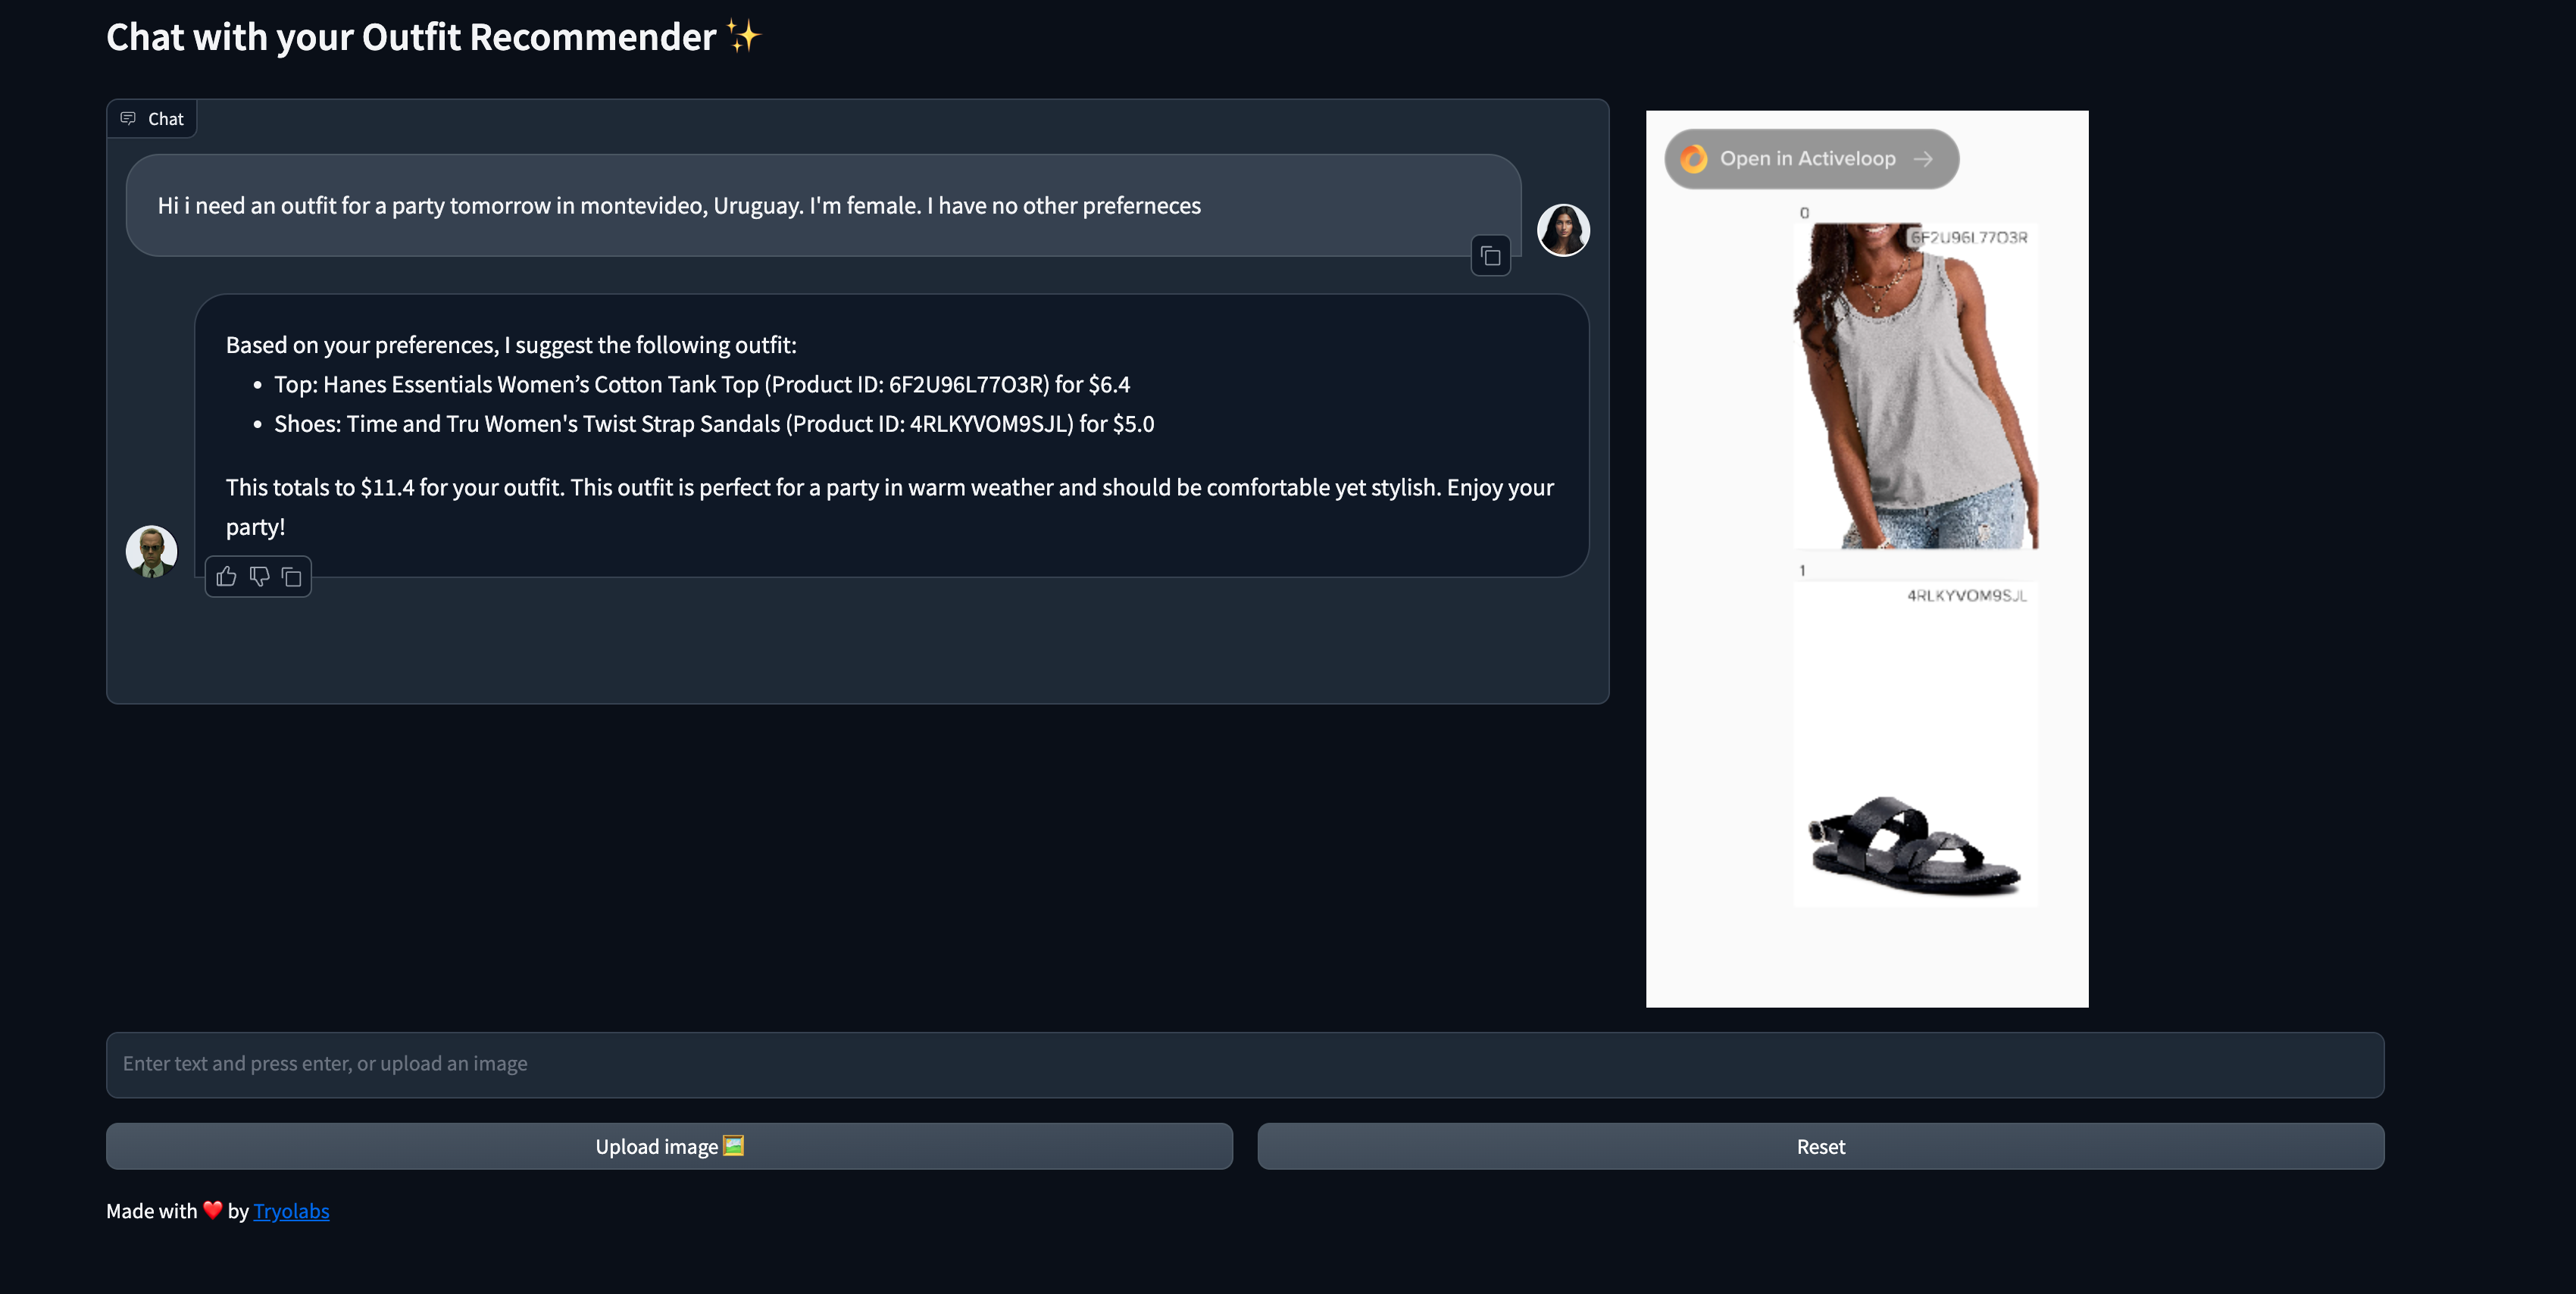 Chat with your Outfit Recommender ✨
Chat
Hi i need an outfit for a party tomorrow in montevideo, Uruguay. I'm female. I have no other preferneces
Based on your preferences, I suggest the following outfit:
• Top: Hanes Essentials Women’s Cotton Tank Top (Product ID: 6F2U96L77O3R) for $6.4
• Shoes: Time and Tru Women's Twist Strap Sandals (Product ID: 4RLKYVOM9SJL) for $5.0
This totals to $11.4 for your outfit. This outfit is perfect for a party in warm weather and should be comfortable yet stylish. Enjoy your
party!
Open in Activeloop →
0
6F2U96L77O3R
1
4RLKYVOM9SJL
Enter text and press enter, or upload an image
Upload image 🖼️
Reset
Made with ❤️ by Tryolabs